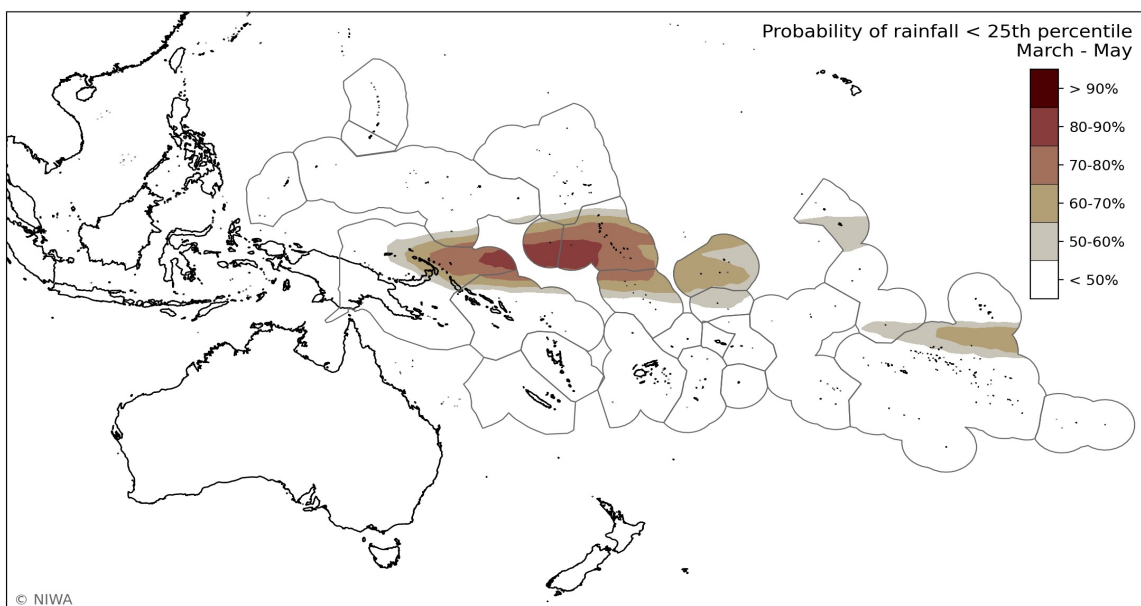 Probability of rainfall < 25th percentile
March - May
> 90%
80-90%
70-80%
60-70%
50-60%
< 50%
© NIWA